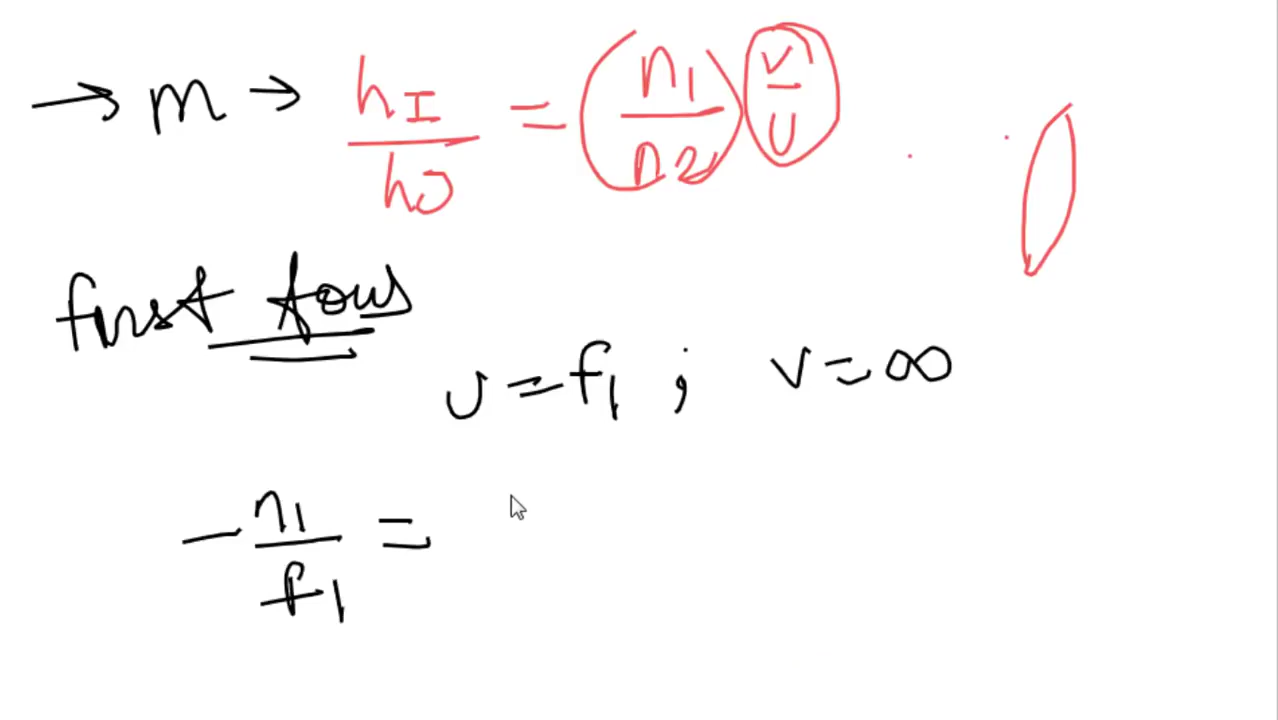 → m → hI/hO = (n1/n2) (v/u)
first focus
u = f1 ; v = ∞
- n1/f1 =